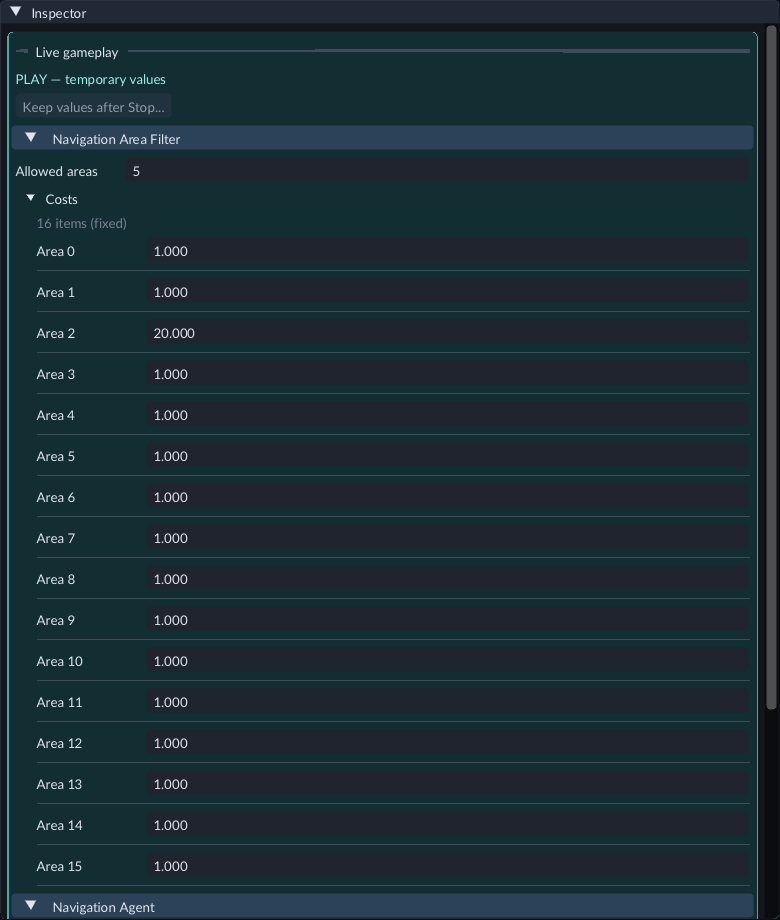 Inspector
Live gameplay
PLAY — temporary values
Keep values after Stop...
Navigation Area Filter
Allowed areas 5
Costs
16 items (fixed)
Area 0 1.000
Area 1 1.000
Area 2 20.000
Area 3 1.000
Area 4 1.000
Area 5 1.000
Area 6 1.000
Area 7 1.000
Area 8 1.000
Area 9 1.000
Area 10 1.000
Area 11 1.000
Area 12 1.000
Area 13 1.000
Area 14 1.000
Area 15 1.000
Navigation Agent